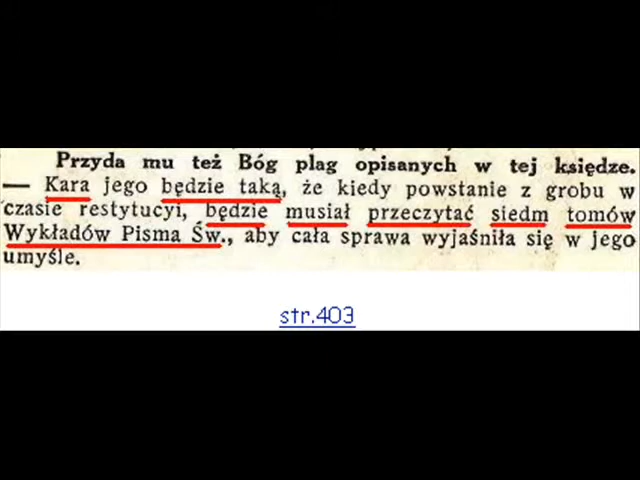 Przyda mu też Bóg plag opisanych w tej księdze.
— Kara jego będzie taką, że kiedy powstanie z grobu w
czasie restytucyi, będzie musiał przeczytać siedm tomów
Wykładów Pisma Św., aby cała sprawa wyjaśniła się w jego
umyśle.
str.403